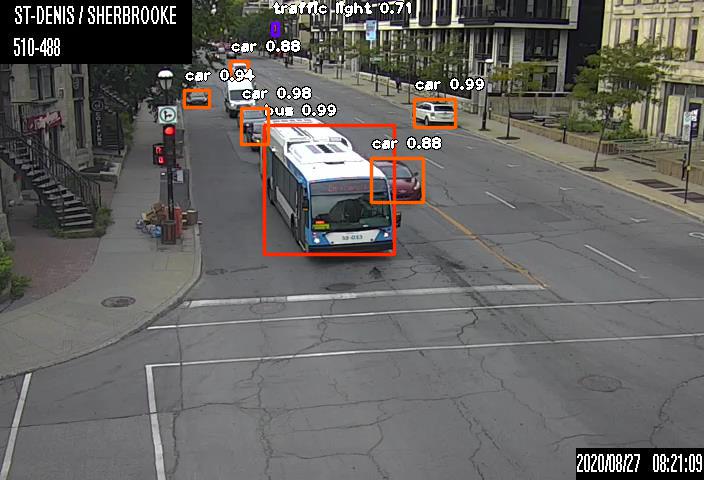 ST-DENIS / SHERBROOKE
510-488
traffic light 0.71
car 0.88
car 0.94
car 0.98
car 0.99
bus 0.99
car 0.88
2020/08/27 08:21:09